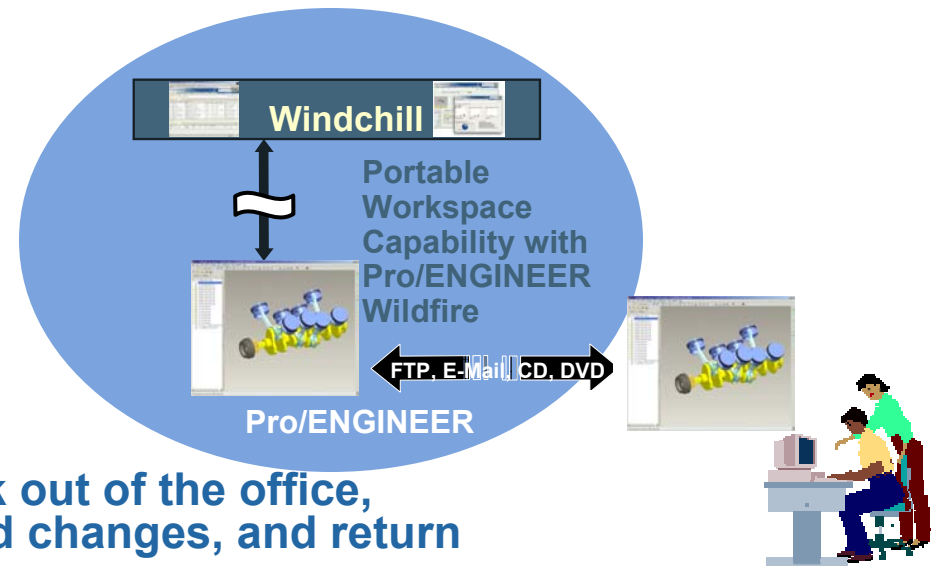 Windchill
Portable
Workspace
Capability with
Pro/ENGINEER
Wildfire
FTP, E-Mail, CD, DVD
Pro/ENGINEER
out of the office,
changes, and return